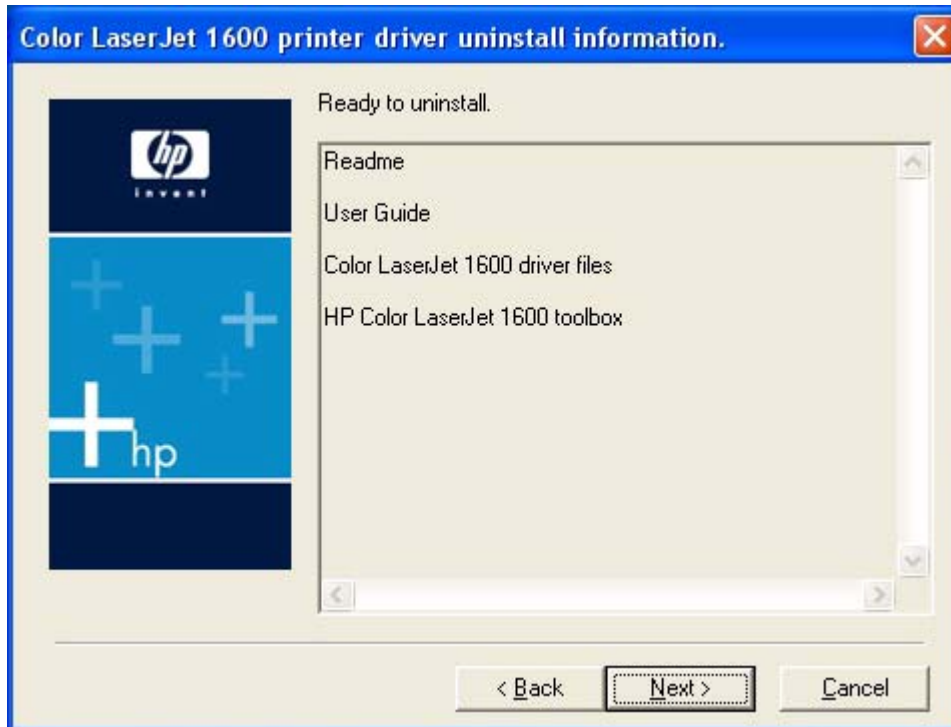 Color LaserJet 1600 printer driver uninstall information.
hp
invent
hp
Ready to uninstall.
Readme
User Guide
Color LaserJet 1600 driver files
HP Color LaserJet 1600 toolbox
< Back
Next >
Cancel